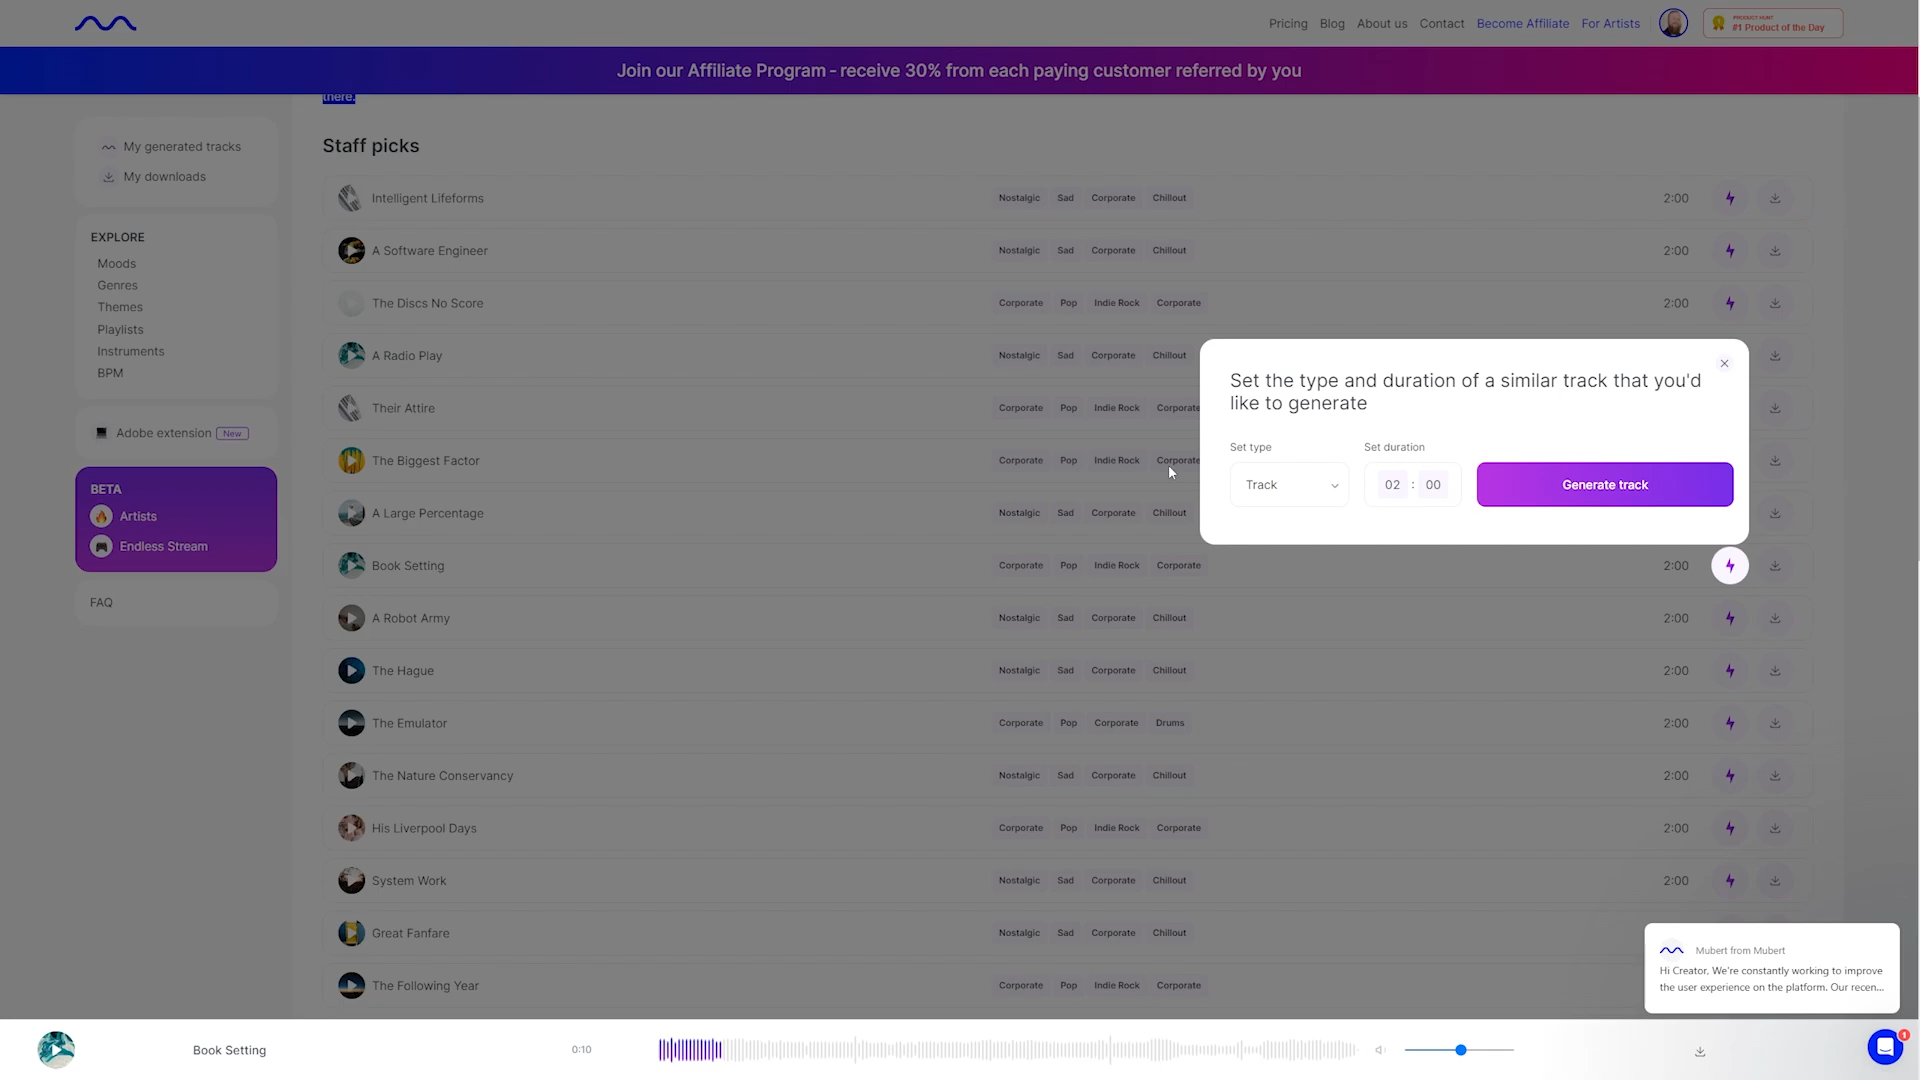 Pricing
Blog
About us
Contact
Become Affiliate
For Artists
PRODUCT HUNT
#1 Product of the Day
Join our Affiliate Program - receive 30% from each paying customer referred by you
there.
My generated tracks
My downloads
EXPLORE
Moods
Genres
Themes
Playlists
Instruments
BPM
Adobe extension New
BETA
Artists
Endless Stream
FAQ
Staff picks
Intelligent Lifeforms Nostalgic Sad Corporate Chillout 2:00
A Software Engineer Nostalgic Sad Corporate Chillout 2:00
The Discs No Score Corporate Pop Indie Rock Corporate 2:00
A Radio Play Nostalgic Sad Corporate Chillout
Their Attire Corporate Pop Indie Rock Corporate
The Biggest Factor Corporate Pop Indie Rock Corporate
A Large Percentage Nostalgic Sad Corporate Chillout
Book Setting Corporate Pop Indie Rock Corporate 2:00
A Robot Army Nostalgic Sad Corporate Chillout 2:00
The Hague Nostalgic Sad Corporate Chillout 2:00
The Emulator Corporate Pop Corporate Drums 2:00
The Nature Conservancy Nostalgic Sad Corporate Chillout 2:00
His Liverpool Days Corporate Pop Indie Rock Corporate 2:00
System Work Nostalgic Sad Corporate Chillout 2:00
Great Fanfare Nostalgic Sad Corporate Chillout
The Following Year Corporate Pop Indie Rock Corporate
Set the type and duration of a similar track that you'd
like to generate
Set type
Set duration
Track
02 : 00
Generate track
Mubert from Mubert
Hi Creator, We're constantly working to improve
the user experience on the platform. Our recen...
Book Setting
0:10
1